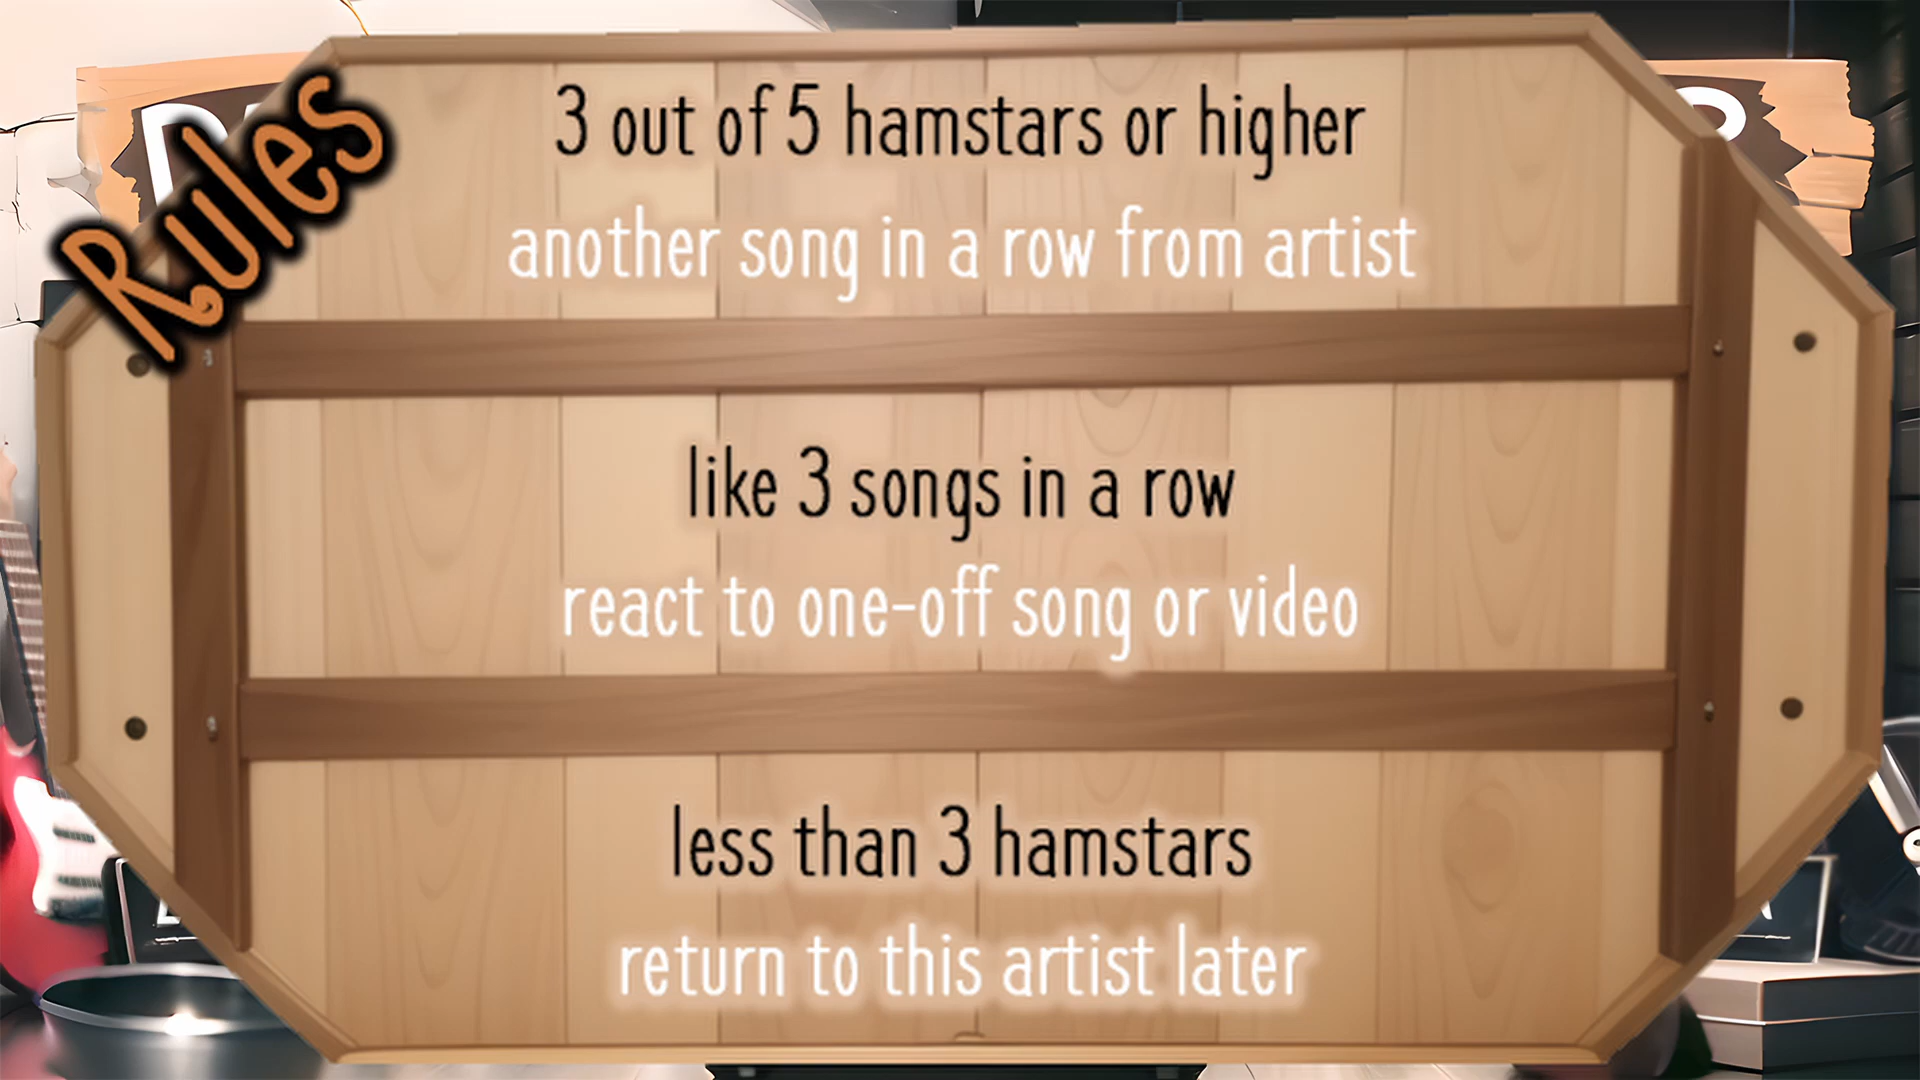 Rules
3 out of 5 hamstars or higher
another song in a row from artist
like 3 songs in a row
react to one-off song or video
less than 3 hamstars
return to this artist later